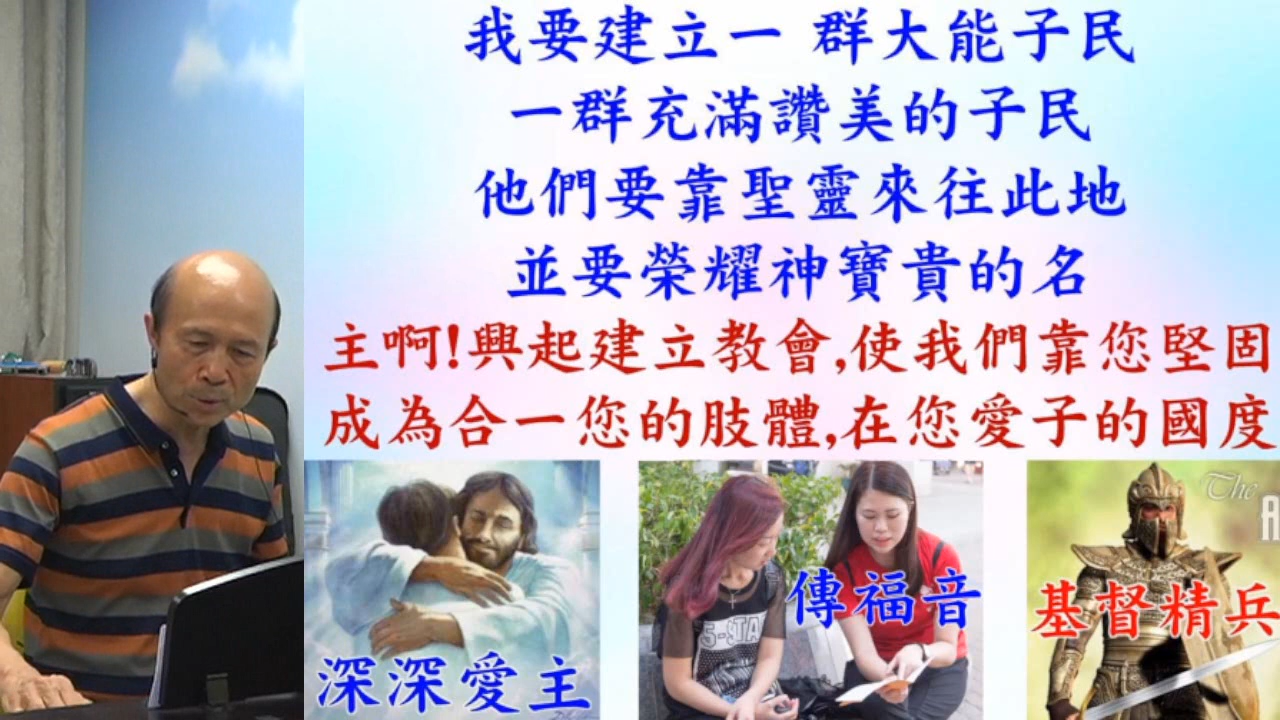 我要建立一 群大能子民
一群充滿讚美的子民
他們要靠聖靈來往此地
並要榮耀神寶貴的名
主啊!興起建立教會,使我們靠您堅固
成為合一您的肢體,在您愛子的國度
深深愛主
傳福音
The
A
基督精兵
5-STA